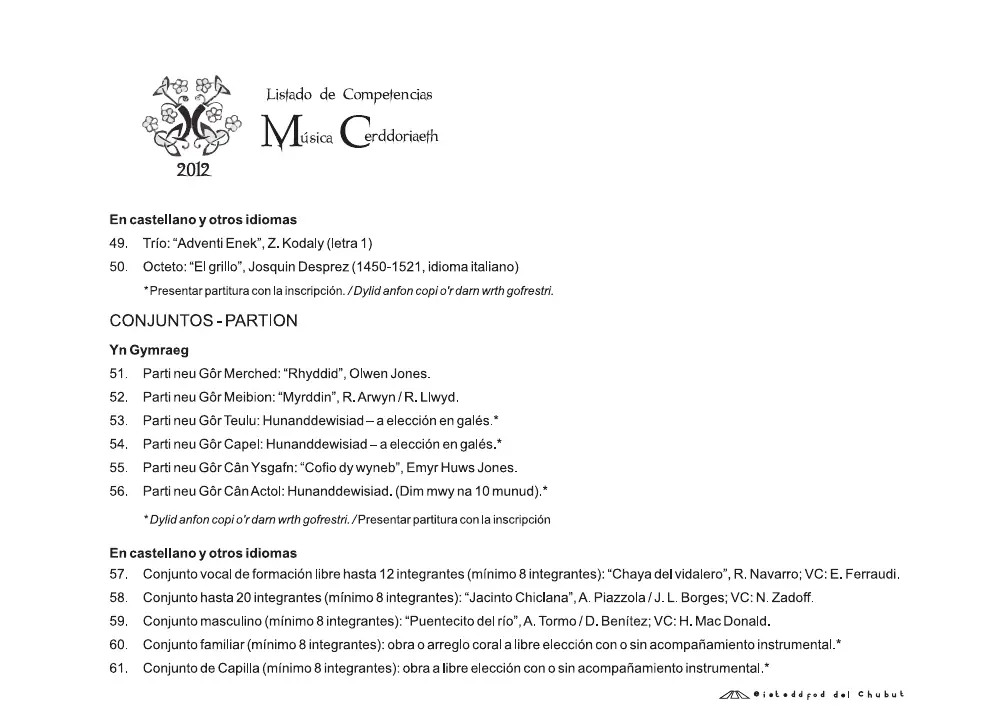 Listado de Competencias
Música Cerddoriaeth
2012
En castellano y otros idiomas
49. Trío: “Adventi Enek”, Z. Kodaly (letra 1)
50. Octeto: “El grillo”, Josquin Desprez (1450-1521, idioma italiano)
*Presentar partitura con la inscripción. / Dylid anfon copi o'r darn wrth gofrestri.
CONJUNTOS - PARTION
Yn Gymraeg
51. Parti neu Gôr Merched: “Rhyddid”, Olwen Jones.
52. Parti neu Gôr Meibion: “Myrddin”, R. Arwyn / R. Llwyd.
53. Parti neu Gôr Teulu: Hunanddewisiad – a elección en galés.*
54. Parti neu Gôr Capel: Hunanddewisiad – a elección en galés.*
55. Parti neu Gôr Cân Ysgafn: “Cofio dy wyneb”, Emyr Huws Jones.
56. Parti neu Gôr Cân Actol: Hunanddewisiad. (Dim mwy na 10 munud).*
* Dylid anfon copi o'r darn wrth gofrestri. / Presentar partitura con la inscripción
En castellano y otros idiomas
57. Conjunto vocal de formación libre hasta 12 integrantes (mínimo 8 integrantes): “Chaya del vidalero”, R. Navarro; VC: E. Ferraudi.
58. Conjunto hasta 20 integrantes (mínimo 8 integrantes): “Jacinto Chiclana”, A. Piazzola / J. L. Borges; VC: N. Zadoff.
59. Conjunto masculino (mínimo 8 integrantes): “Puentecito del río”, A. Tormo / D. Benítez; VC: H. Mac Donald.
60. Conjunto familiar (mínimo 8 integrantes): obra o arreglo coral a libre elección con o sin acompañamiento instrumental.*
61. Conjunto de Capilla (mínimo 8 integrantes): obra a libre elección con o sin acompañamiento instrumental.*
eisteddfod del Chubut